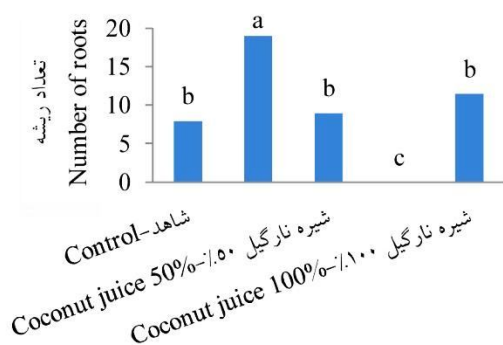 تعداد ریشه
Number of roots
20
15
10
5
0
b
a
b
c
b
Control-شاهد
Coconut juice 50%-٪۵۰ شیره نارگیل
Coconut juice 100%-٪۱۰۰ شیره نارگیل